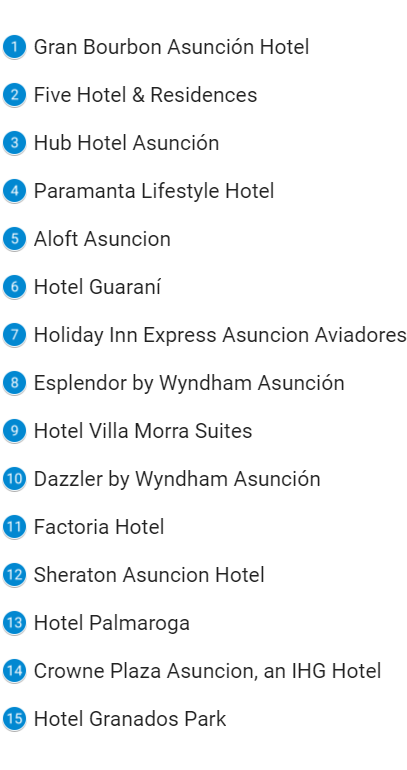 1 Gran Bourbon Asunción Hotel
2 Five Hotel & Residences
3 Hub Hotel Asunción
4 Paramanta Lifestyle Hotel
5 Aloft Asuncion
6 Hotel Guaraní
7 Holiday Inn Express Asuncion Aviadores
8 Esplendor by Wyndham Asunción
9 Hotel Villa Morra Suites
10 Dazzler by Wyndham Asunción
11 Factoria Hotel
12 Sheraton Asuncion Hotel
13 Hotel Palmaroga
14 Crowne Plaza Asuncion, an IHG Hotel
15 Hotel Granados Park